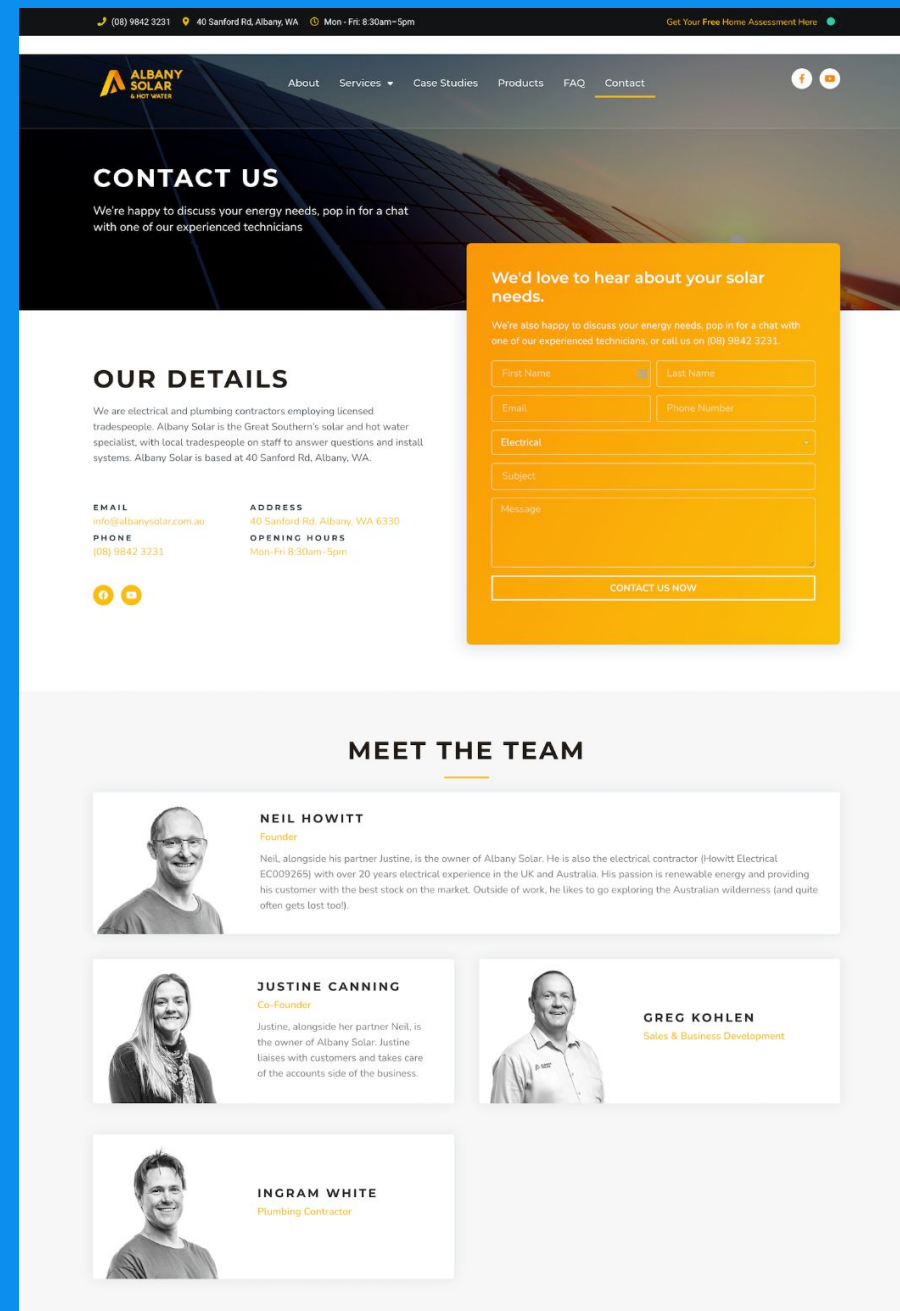 (08) 9842 3231 40 Sanford Rd, Albany, WA Mon - Fri: 8:30am–5pm Get Your Free Home Assessment Here
ALBANY
SOLAR
& HOT WATER
About Services Case Studies Products FAQ Contact
CONTACT US
We're happy to discuss your energy needs, pop in for a chat
with one of our experienced technicians
We'd love to hear about your solar
needs.
We're also happy to discuss your energy needs, pop in for a chat with
one of our experienced technicians, or call us on (08) 9842 3231.
First Name Last Name
Email Phone Number
Electrical
Subject
Message
CONTACT US NOW
OUR DETAILS
We are electrical and plumbing contractors employing licensed
tradespeople. Albany Solar is the Great Southern's solar and hot water
specialist, with local tradespeople on staff to answer questions and install
systems. Albany Solar is based at 40 Sanford Rd, Albany, WA.
EMAIL
info@albanysolar.com.au
PHONE
(08) 9842 3231
ADDRESS
40 Sanford Rd, Albany, WA 6330
OPENING HOURS
Mon-Fri 8:30am–5pm
MEET THE TEAM
NEIL HOWITT
Founder
Neil, alongside his partner Justine, is the owner of Albany Solar. He is also the electrical contractor (Howitt Electrical
EC009265) with over 20 years electrical experience in the UK and Australia. His passion is renewable energy and providing
his customer with the best stock on the market. Outside of work, he likes to go exploring the Australian wilderness (and quite
often gets lost too!).
JUSTINE CANNING
Co-Founder
Justine, alongside her partner Neil, is
the owner of Albany Solar. Justine
liaises with customers and takes care
of the accounts side of the business.
GREG KOHLEN
Sales & Business Development
INGRAM WHITE
Plumbing Contractor